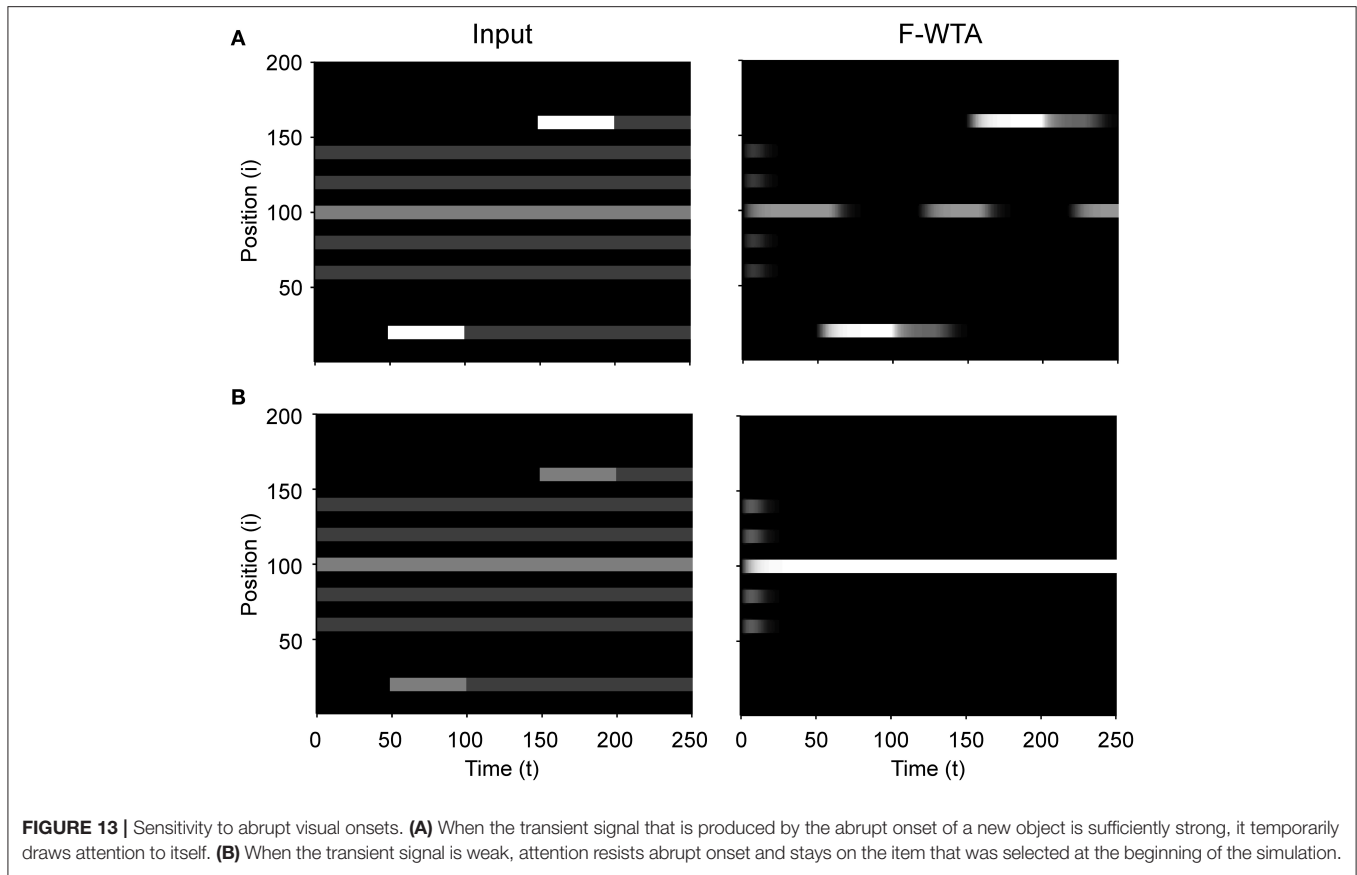 A
Input
F-WTA
200
150
100
50
Position (i)
B
200
150
100
50
Position (i)
0 50 100 150 200 250
Time (t)
0 50 100 150 200 250
Time (t)
FIGURE 13 | Sensitivity to abrupt visual onsets. (A) When the transient signal that is produced by the abrupt onset of a new object is sufficiently strong, it temporarily
draws attention to itself. (B) When the transient signal is weak, attention resists abrupt onset and stays on the item that was selected at the beginning of the simulation.